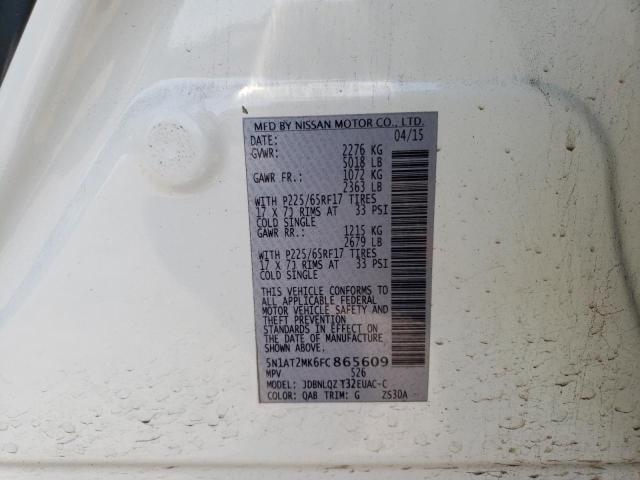 MFD BY NISSAN MOTOR CO., LTD.
DATE: 04/15
GVWR: 2276 KG
5018 LB
GAWR FR.: 1072 KG
2363 LB
WITH P225/65RF17 TIRES
17 X 7J RIMS AT 33 PSI
COLD SINGLE
GAWR RR.: 1215 KG
2679 LB
WITH P225/65RF17 TIRES
17 X 7J RIMS AT 33 PSI
COLD SINGLE
THIS VEHICLE CONFORMS TO
ALL APPLICABLE FEDERAL
MOTOR VEHICLE SAFETY AND
THEFT PREVENTION
STANDARDS IN EFFECT ON
THE DATE OF MANUFACTURE
SHOWN ABOVE.
5N1AT2MK6FC865609
MPV 526
MODEL: JDBNLQZ T32EUAC-C
COLOR: QAB TRIM: G ZS30A